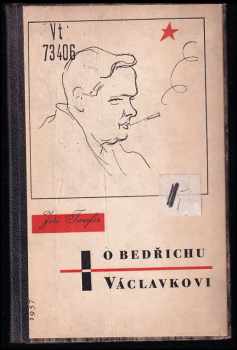 Vt
73406
Jiří Taufer
O BEDŘICHU
VÁCLAVKOVI
1957